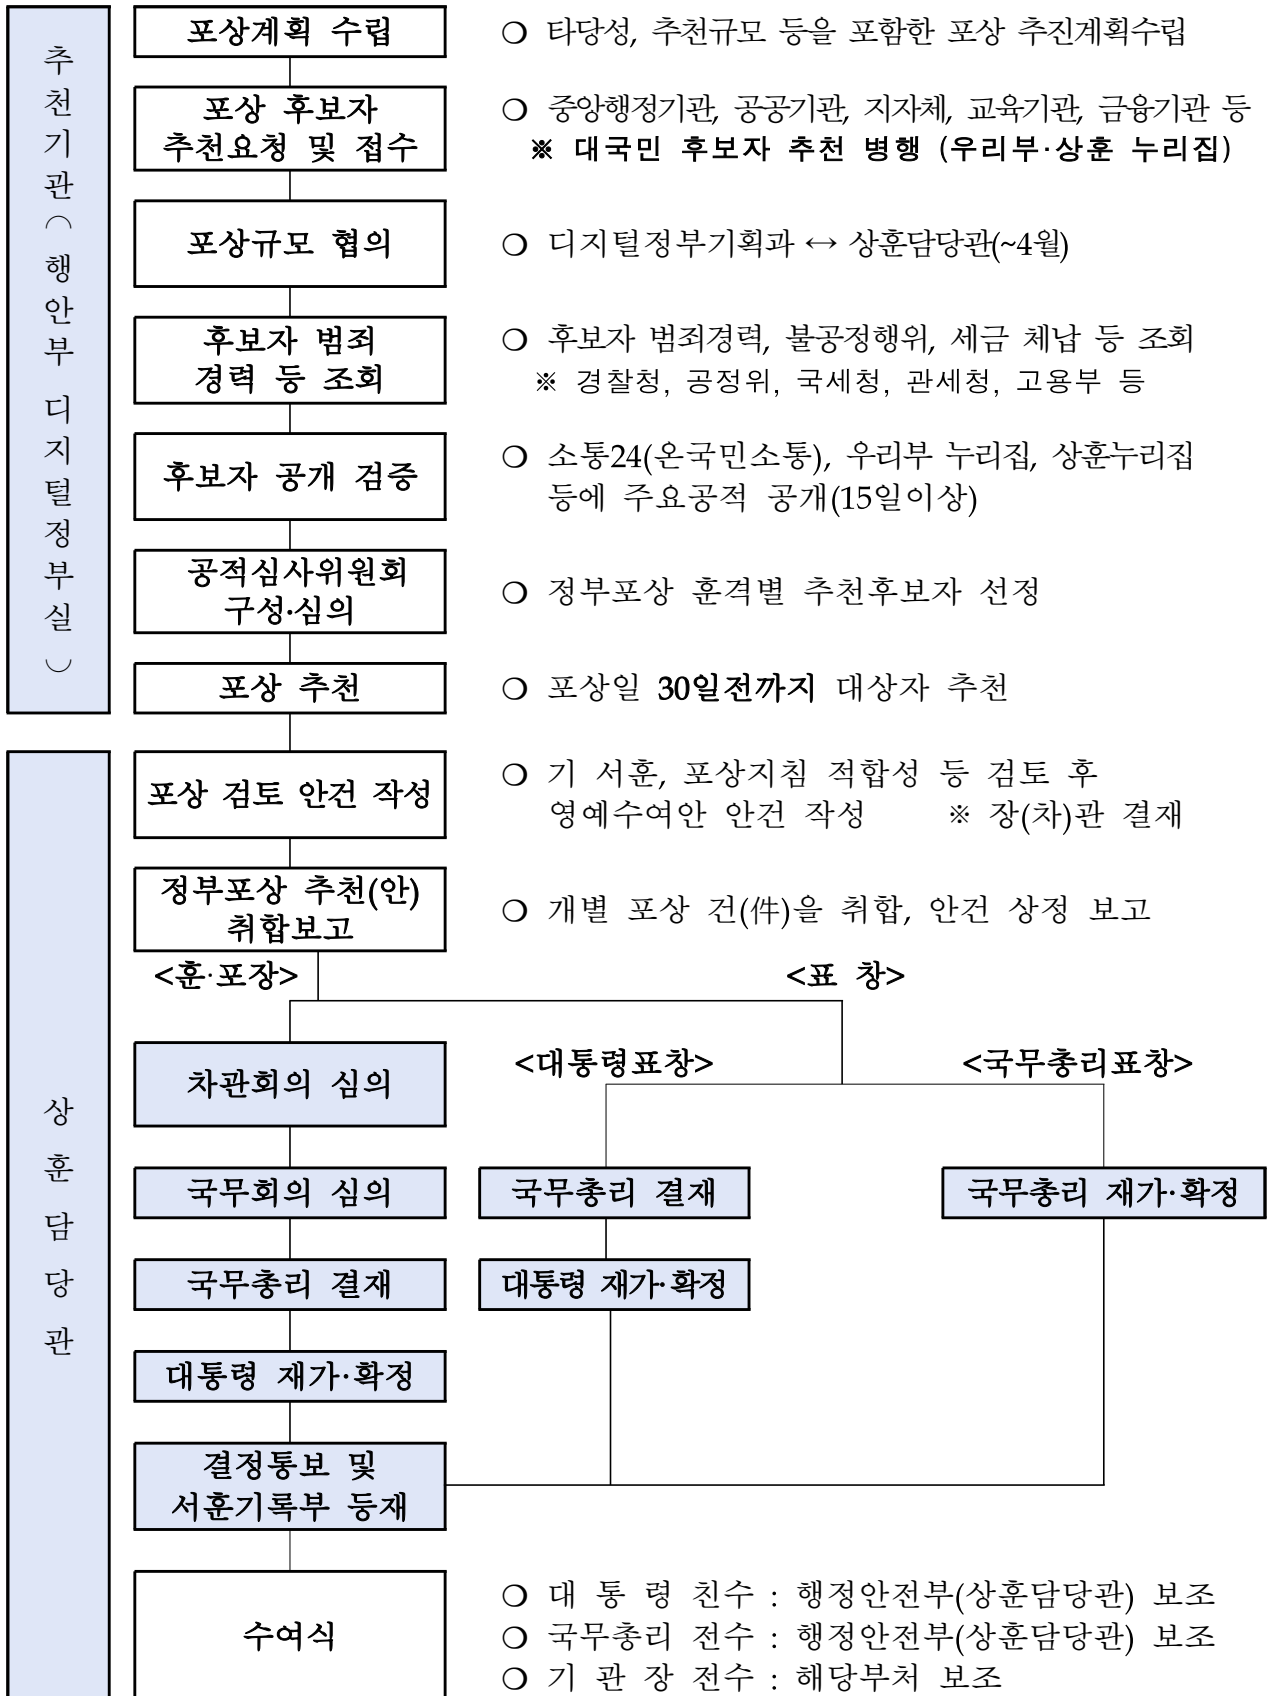 추천기관(행안부 디지털정부실)
포상계획 수립
❍ 타당성, 추천규모 등을 포함한 포상 추진계획수립
포상 후보자
추천요청 및 접수
❍ 중앙행정기관, 공공기관, 지자체, 교육기관, 금융기관 등
※ 대국민 후보자 추천 병행 (우리부·상훈 누리집)
포상규모 협의
❍ 디지털정부기획과 ↔ 상훈담당관(~4월)
후보자 범죄
경력 등 조회
❍ 후보자 범죄경력, 불공정행위, 세금 체납 등 조회
※ 경찰청, 공정위, 국세청, 관세청, 고용부 등
후보자 공개 검증
❍ 소통24(온국민소통), 우리부 누리집, 상훈누리집
등에 주요공적 공개(15일이상)
공적심사위원회
구성·심의
❍ 정부포상 훈격별 추천후보자 선정
포상 추천
❍ 포상일 30일전까지 대상자 추천
상훈담당관
포상 검토 안건 작성
❍ 기 서훈, 포상지침 적합성 등 검토 후
영예수여안 안건 작성 ※ 장(차)관 결재
정부포상 추천(안)
취합보고
❍ 개별 포상 건(件)을 취합, 안건 상정 보고
<훈·포장>
<표 창>
차관회의 심의
<대통령표창>
<국무총리표창>
국무회의 심의
국무총리 결재
국무총리 재가·확정
국무총리 결재
대통령 재가·확정
대통령 재가·확정
결정통보 및
서훈기록부 등재
수여식
❍ 대 통 령 친수 : 행정안전부(상훈담당관) 보조
❍ 국무총리 전수 : 행정안전부(상훈담당관) 보조
❍ 기 관 장 전수 : 해당부처 보조